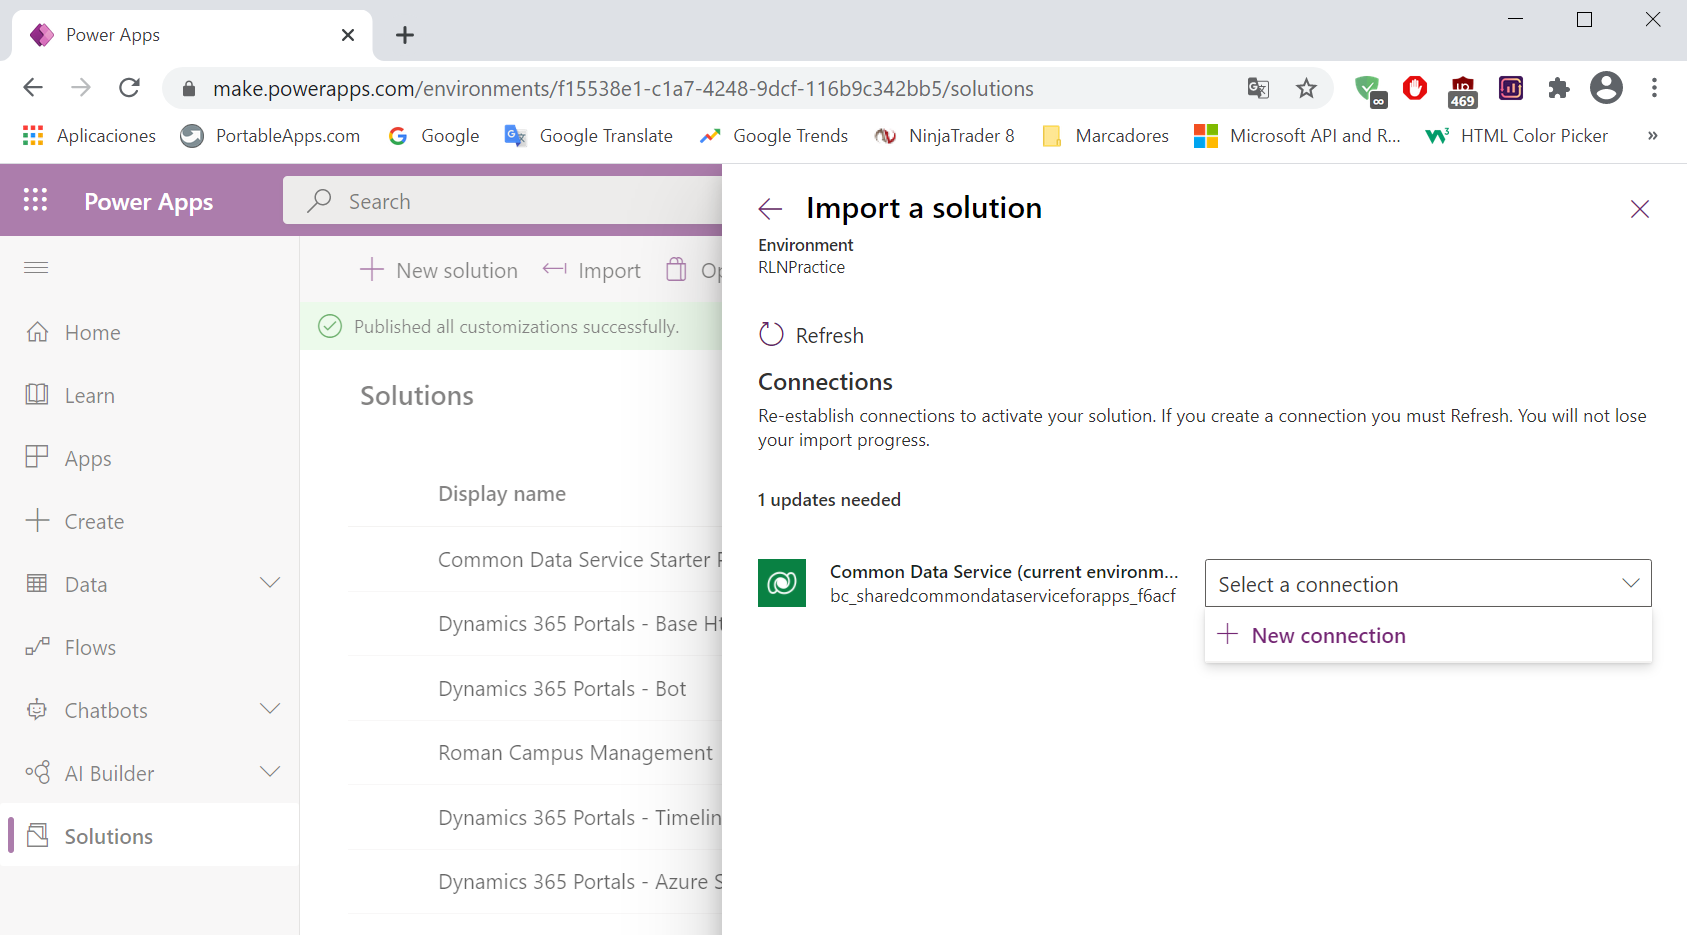 Power Apps
make.powerapps.com/environments/f15538e1-c1a7-4248-9dcf-116b9c342bb5/solutions
∞
469
Aplicaciones
PortableApps.com
Google
Google Translate
Google Trends
NinjaTrader 8
Marcadores
Microsoft API and R...
HTML Color Picker
»
Power Apps
Search
New solution
Import
Op
Published all customizations successfully.
Home
Learn
Apps
Create
Data
Flows
Chatbots
AI Builder
Solutions
Solutions
Display name
Common Data Service Starter P
Dynamics 365 Portals - Base Ht
Dynamics 365 Portals - Bot
Roman Campus Management
Dynamics 365 Portals - Timelin
Dynamics 365 Portals - Azure S
Import a solution
Environment
RLNPractice
Refresh
Connections
Re-establish connections to activate your solution. If you create a connection you must Refresh. You will not lose
your import progress.
1 updates needed
Common Data Service (current environm...
bc_sharedcommondataserviceforapps_f6acf
Select a connection
New connection